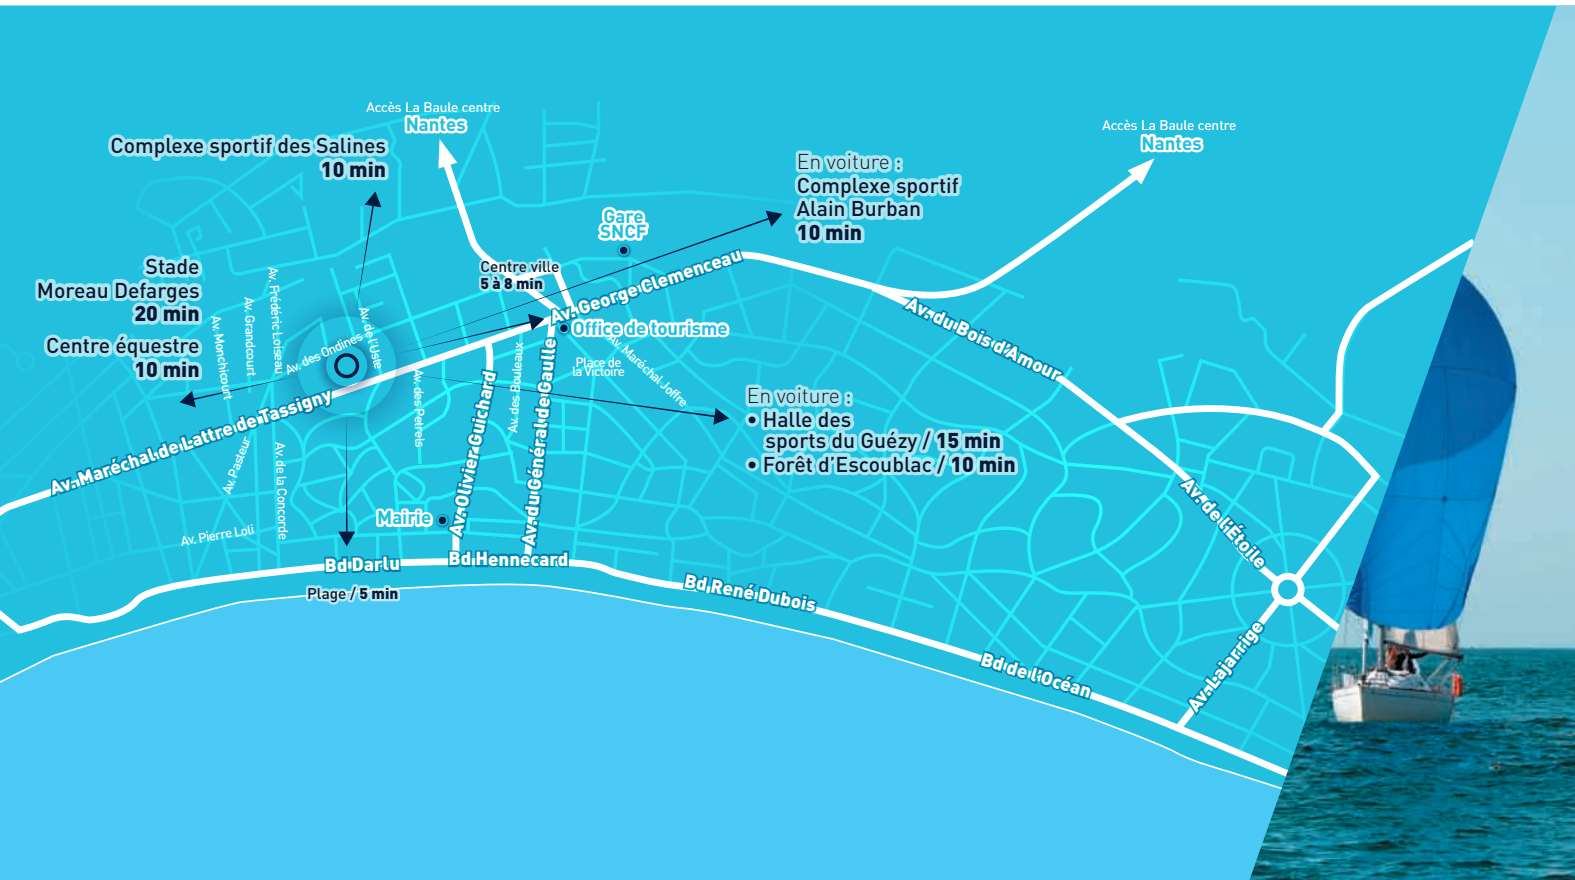 Accès La Baule centre
Nantes
Accès La Baule centre
Nantes
Complexe sportif des Salines
10 min
En voiture :
Complexe sportif
Alain Burban
10 min
Gare
SNCF
Stade
Moreau Defarges
20 min
Centre équestre
10 min
Centre ville
5 à 8 min
Av. George Clemenceau
Office de tourisme
Av. du Bois d'Amour
Av. Frédéric Loiseau
Av. Grandcourt
Av. Monchicourt
Av. des Ondines
Av. de l'Uste
Av. Maréchal Joffre
Place de
la Victoire
Av. des Bouleaux
Av. des Petrels
Av. Olivier Guichard
Av. du Général de Gaulle
En voiture :
• Halle des
sports du Guézy / 15 min
• Forêt d'Escoublac / 10 min
Av. Maréchal de Lattre de Tassigny
Av. Pasteur
Av. de la Concorde
Av. Pierre Loli
Mairie
Av. de l'Étoile
Bd Darlu
Bd Hennecard
Plage / 5 min
Bd René Dubois
Bd de l'Océan
Av. Lajarrige